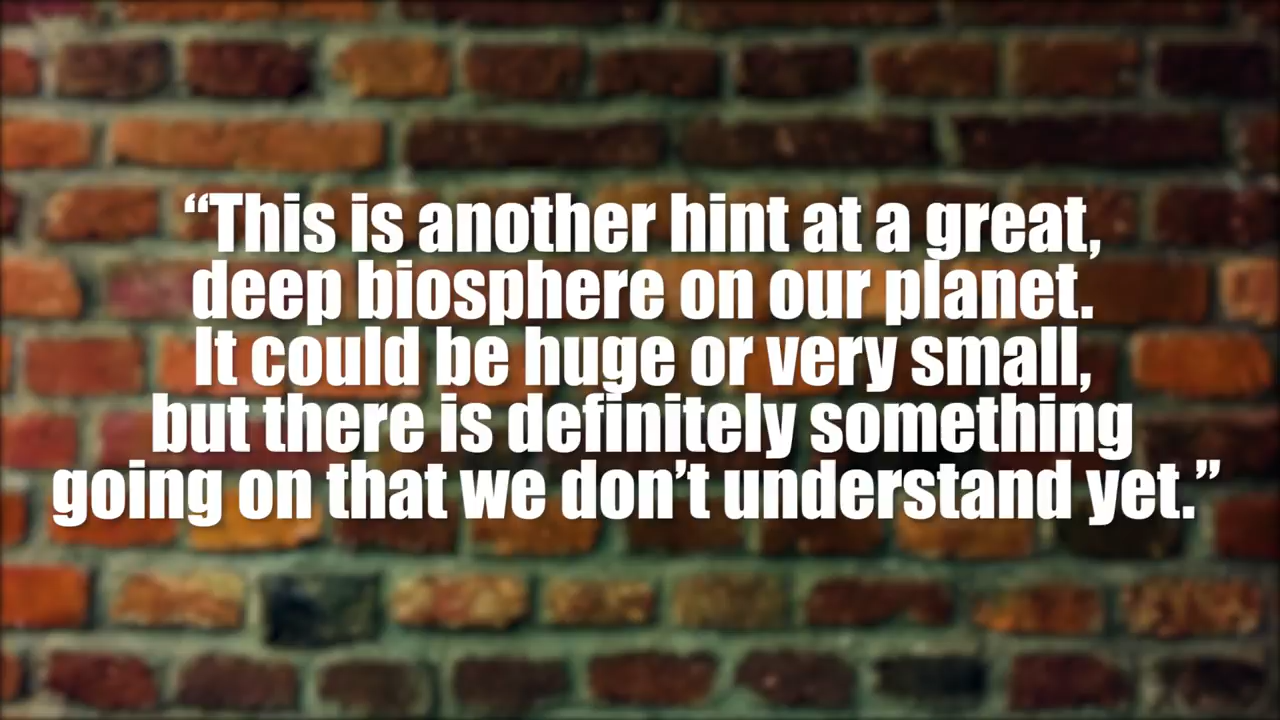 “This is another hint at a great,
deep biosphere on our planet.
It could be huge or very small,
but there is definitely something
going on that we don’t understand yet.”